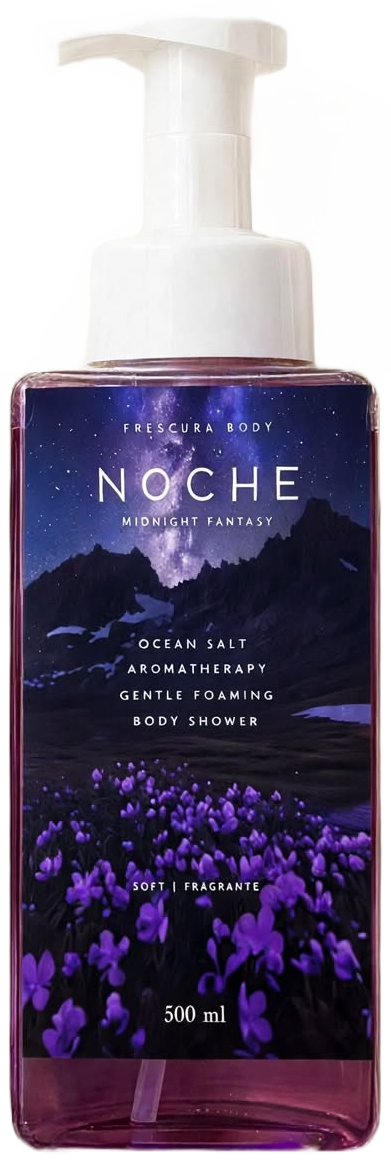 FRESCURA BODY
NOCHE
MIDNIGHT FANTASY
OCEAN SALT
AROMATHERAPY
GENTLE FOAMING
BODY SHOWER
SOFT | FRAGRANTE
500 ml